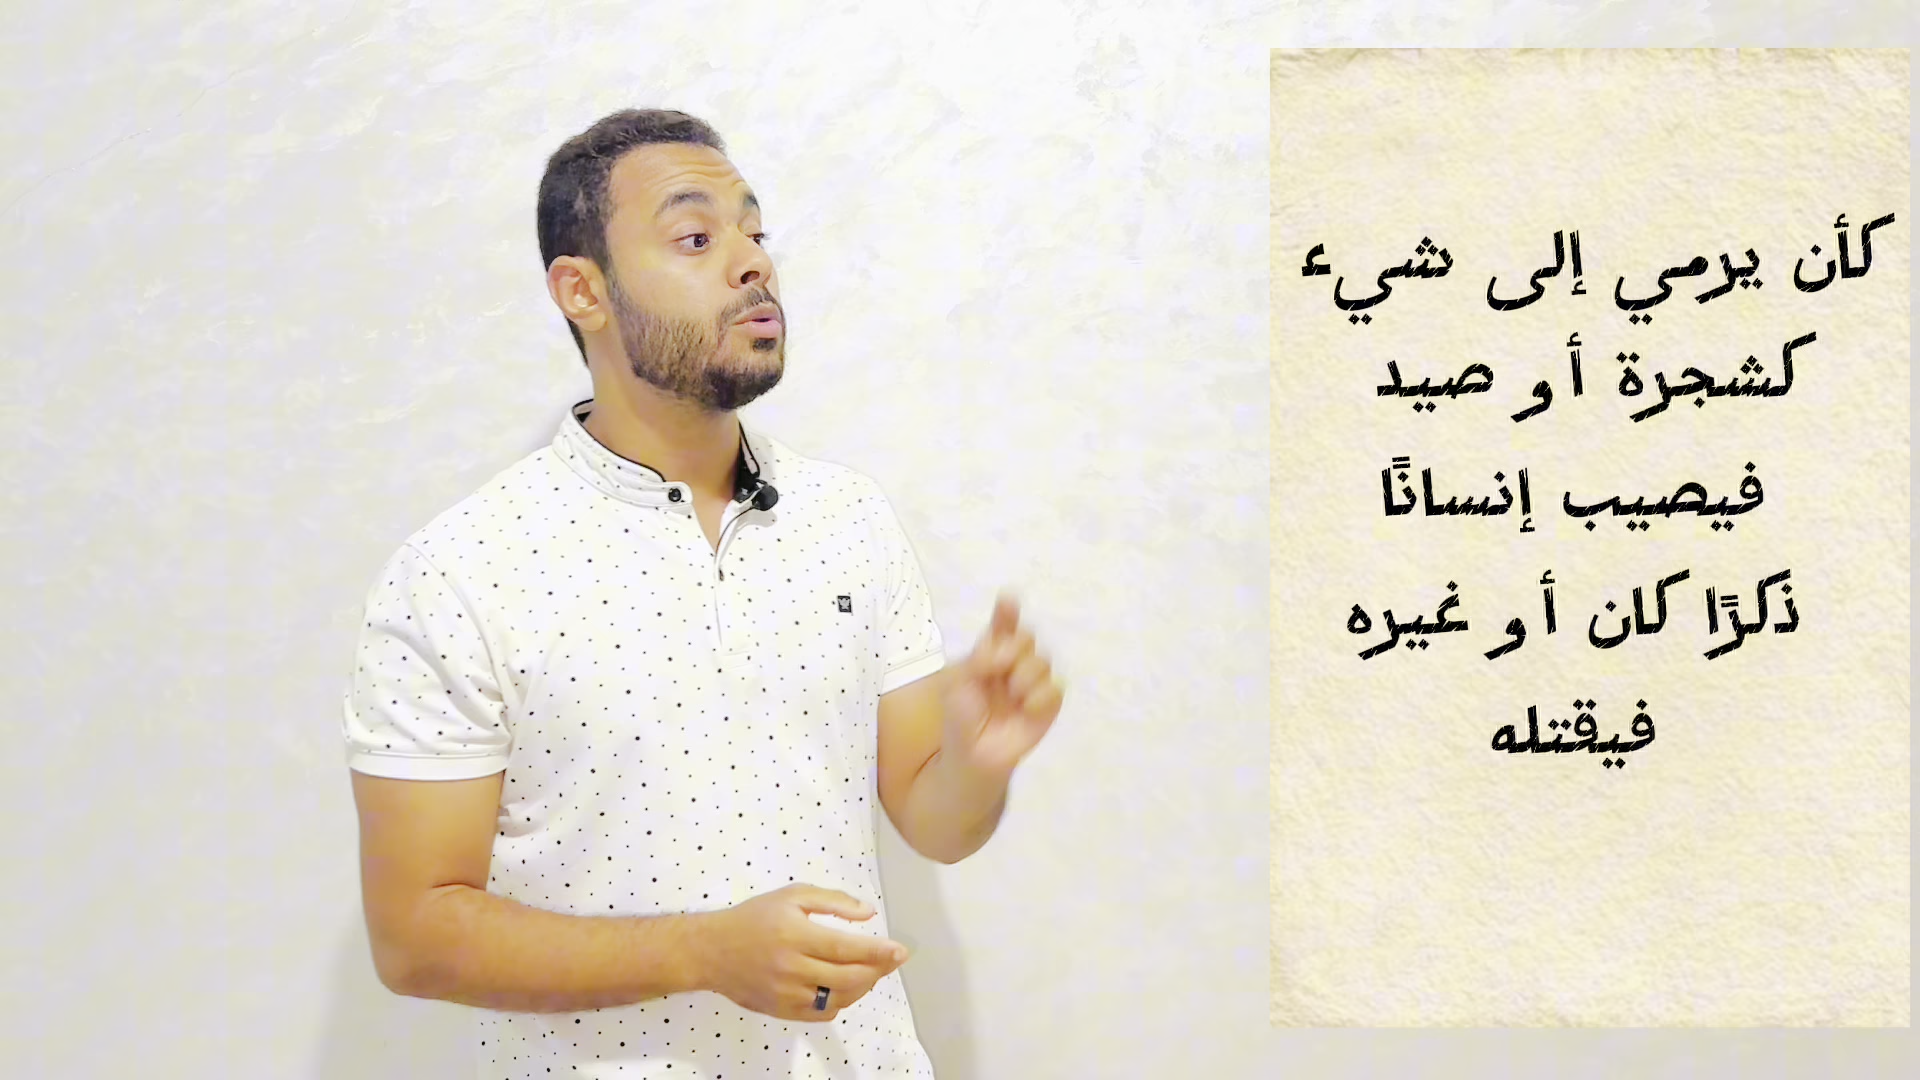 كأن يرمي إلى شيء
كشجرة أو صيد
فيصيب إنسانًا
ذكرًا كان أو غيره
فيقتله